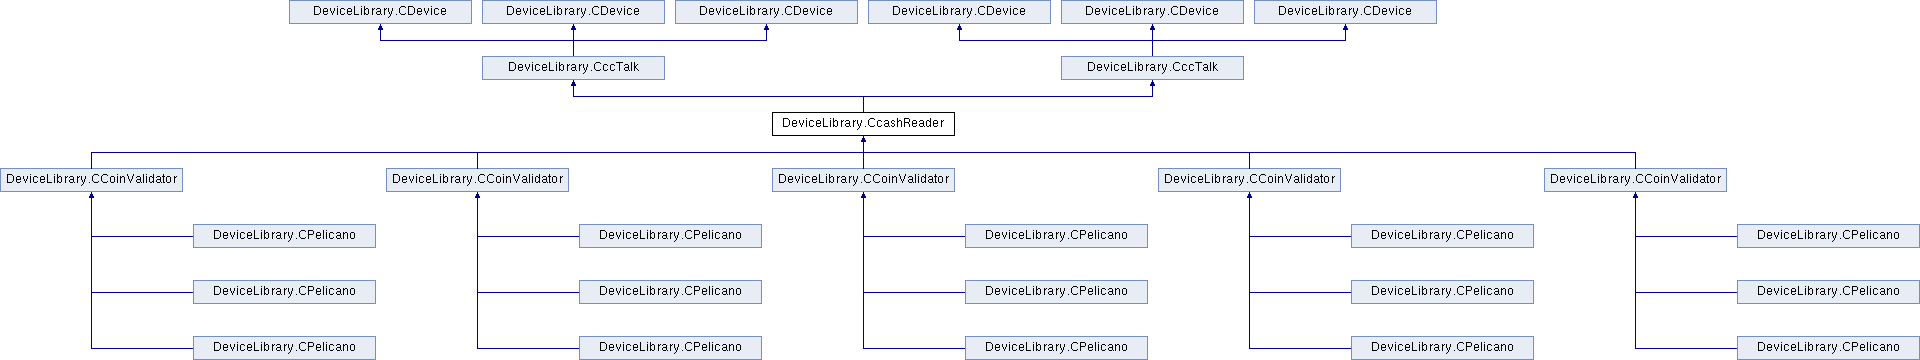 DeviceLibrary.CDevice DeviceLibrary.CDevice DeviceLibrary.CDevice DeviceLibrary.CDevice DeviceLibrary.CDevice DeviceLibrary.CDevice
DeviceLibrary.CccTalk DeviceLibrary.CccTalk
DeviceLibrary.CcashReader
DeviceLibrary.CCoinValidator DeviceLibrary.CCoinValidator DeviceLibrary.CCoinValidator DeviceLibrary.CCoinValidator DeviceLibrary.CCoinValidator
DeviceLibrary.CPelicano DeviceLibrary.CPelicano DeviceLibrary.CPelicano DeviceLibrary.CPelicano DeviceLibrary.CPelicano
DeviceLibrary.CPelicano DeviceLibrary.CPelicano DeviceLibrary.CPelicano DeviceLibrary.CPelicano DeviceLibrary.CPelicano
DeviceLibrary.CPelicano DeviceLibrary.CPelicano DeviceLibrary.CPelicano DeviceLibrary.CPelicano DeviceLibrary.CPelicano